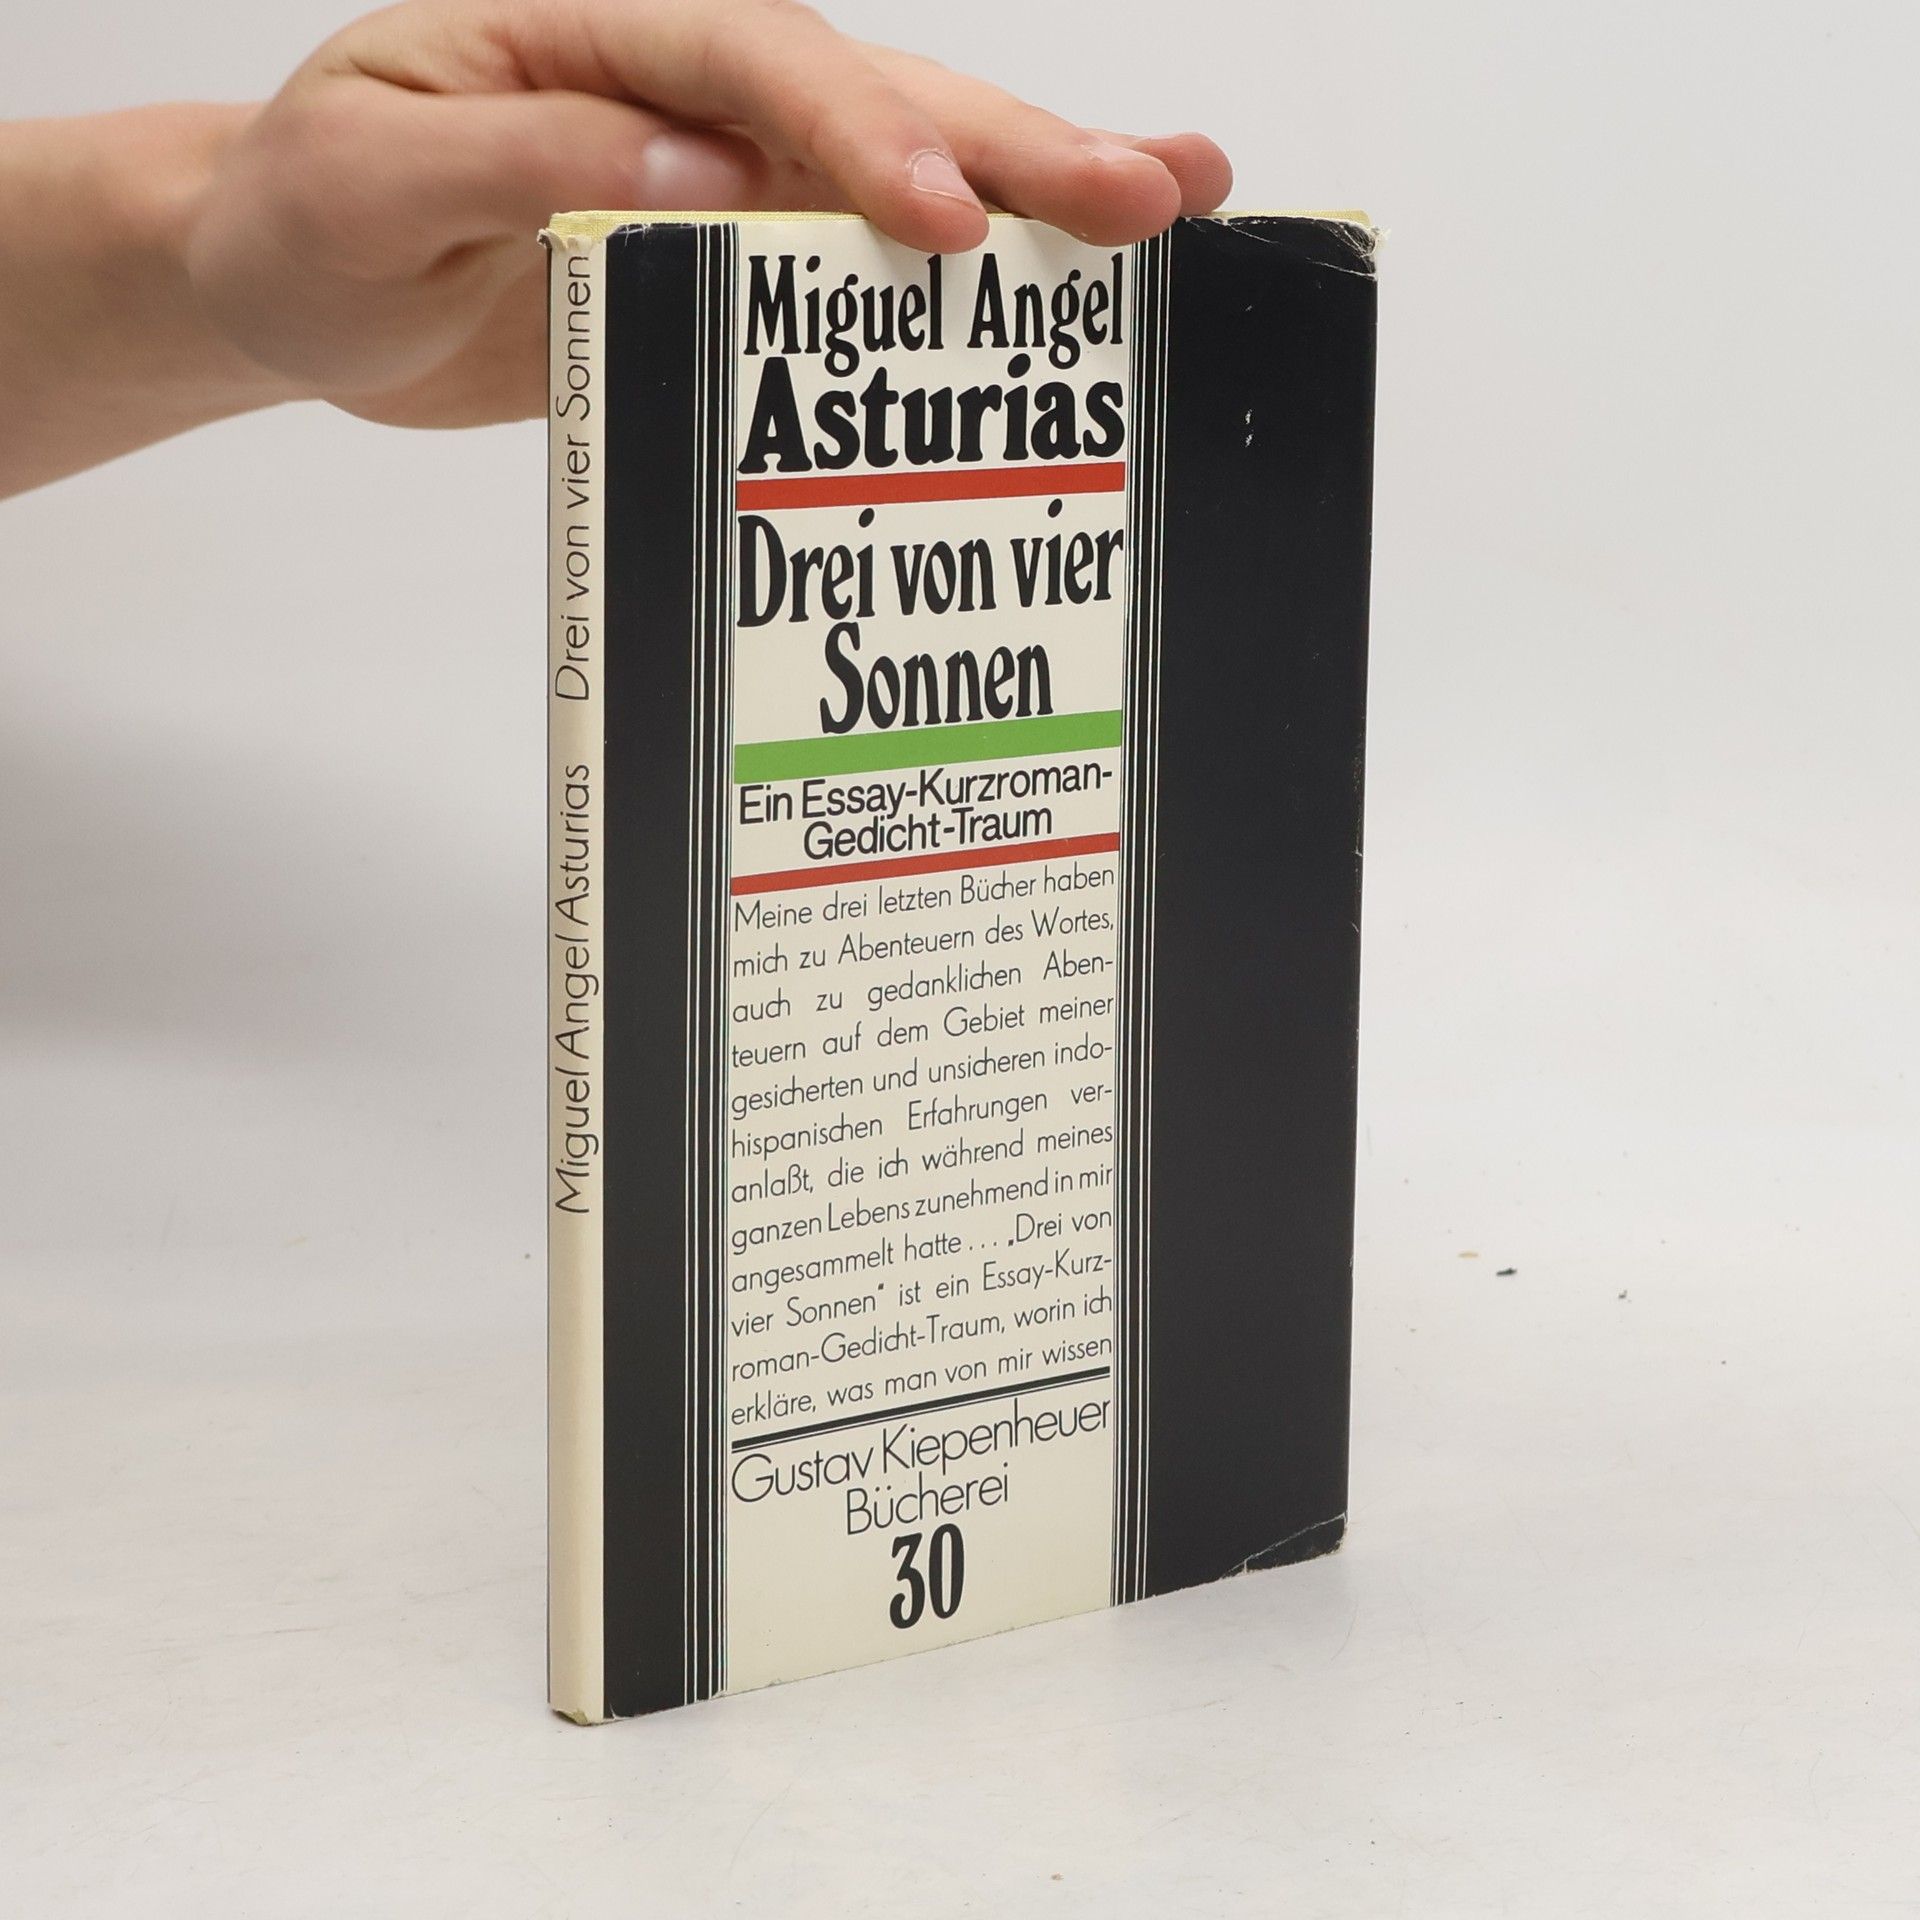 Miguel Angel Asturias Drei von vier Sonnen
Miguel Angel
Asturias
Drei von vier
Sonnen
Ein Essay-Kurzroman-
Gedicht-Traum
Meine drei letzten Bücher haben
mich zu Abenteuern des Wortes,
auch zu gedanklichen Aben-
teuern auf dem Gebiet meiner
gesicherten und unsicheren indo-
hispanischen Erfahrungen ver-
anlaßt, die ich während meines
ganzen Lebens zunehmend in mir
angesammelt hatte... „Drei von
vier Sonnen“ ist ein Essay-Kurz-
roman-Gedicht-Traum, worin ich
erkläre, was man von mir wissen
Gustav Kiepenheuer
Bücherei
30